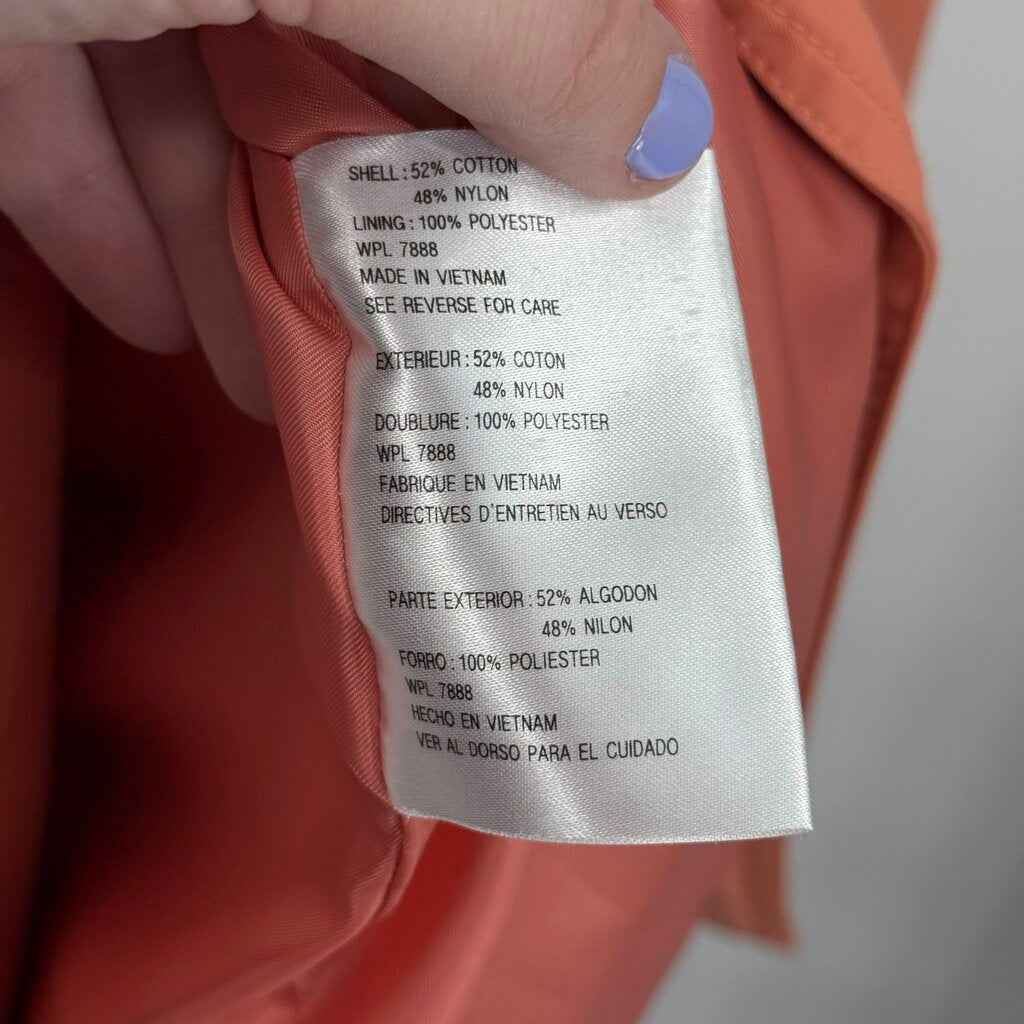 SHELL: 52% COTTON
48% NYLON
LINING: 100% POLYESTER
WPL 7888
MADE IN VIETNAM
SEE REVERSE FOR CARE
EXTERIEUR: 52% COTON
48% NYLON
DOUBLURE: 100% POLYESTER
WPL 7888
FABRIQUE EN VIETNAM
DIRECTIVES D'ENTRETIEN AU VERSO
PARTE EXTERIOR: 52% ALGODON
48% NILON
FORRO: 100% POLIESTER
WPL 7888
HECHO EN VIETNAM
VER AL DORSO PARA EL CUIDADO